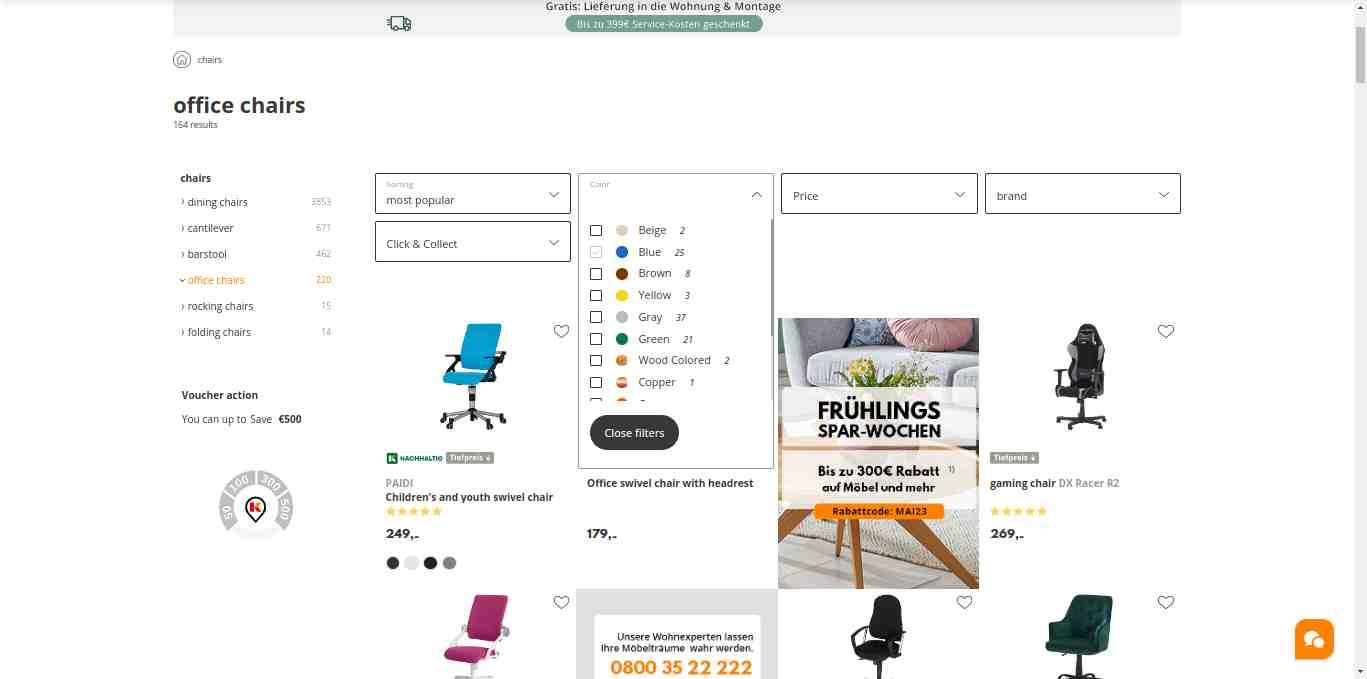 Gratis: Lieferung in die Wohnung & Montage
Bis zu 399€ Service-Kosten geschenkt
chairs
office chairs
164 results
chairs
dining chairs 3853
cantilever 671
barstool 462
office chairs 220
rocking chairs 15
folding chairs 14
Voucher action
You can up to Save €500
50 100 300 500
K
Sorting
most popular
Color
Price
brand
Click & Collect
Beige 2
Blue 25
Brown 8
Yellow 3
Gray 37
Green 21
Wood Colored 2
Copper 1
Close filters
NACHHALTIG Tiefpreis
PAIDI
Children's and youth swivel chair
249,-
Office swivel chair with headrest
179,-
FRÜHLINGS
SPAR-WOCHEN
Bis zu 300€ Rabatt 1)
auf Möbel und mehr
Rabattcode: MAI23
Tiefpreis
gaming chair DX Racer R2
269,-
Unsere Wohnexperten lassen
Ihre Möbelträume wahr werden.
0800 35 22 222